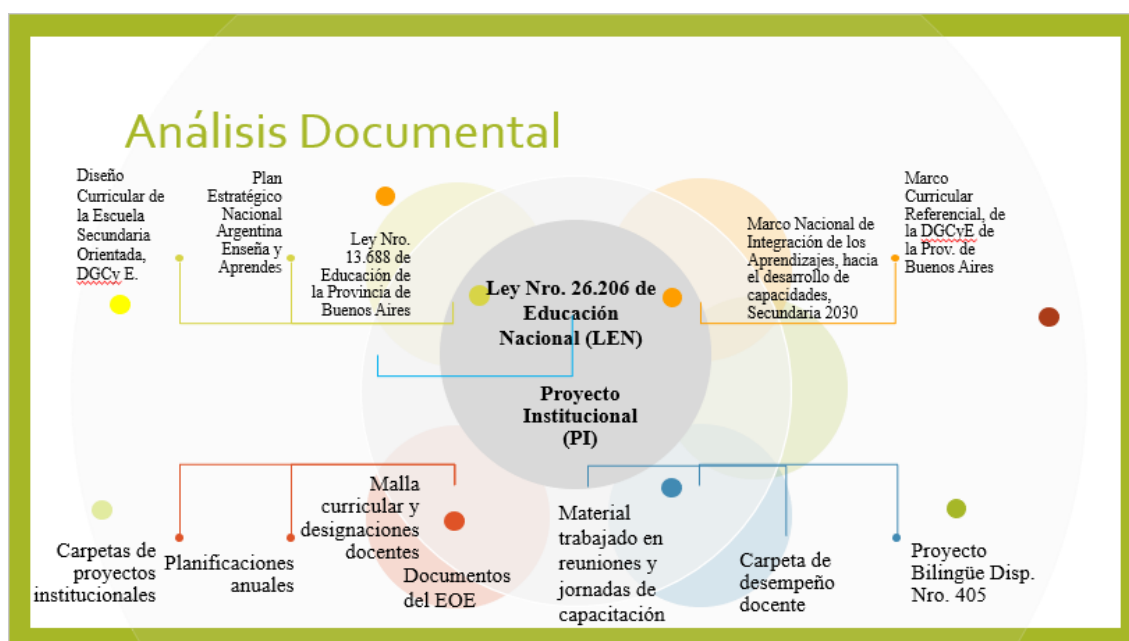 Análisis Documental
Diseño
Curricular de
la Escuela
Secundaria
Orientada,
DGCy E.
Plan
Estratégico
Nacional
Argentina
Enseña y
Aprendes
Ley Nro.
13.688 de
Educación de
la Provincia de
Buenos Aires
Ley Nro. 26.206 de
Educación
Nacional (LEN)
Marco Nacional de
Integración de los
Aprendizajes, hacia
el desarrollo de
capacidades,
Secundaria 2030
Marco
Curricular
Referencial, de
la DGCyE de
la Prov. de
Buenos Aires
Proyecto
Institucional
(PI)
Carpetas de
proyectos
institucionales
Planificaciones
anuales
Malla
curricular y
designaciones
docentes
Documentos
del EOE
Material
trabajado en
reuniones y
jornadas de
capacitación
Carpeta de
desempeño
docente
Proyecto
Bilingüe Disp.
Nro. 405